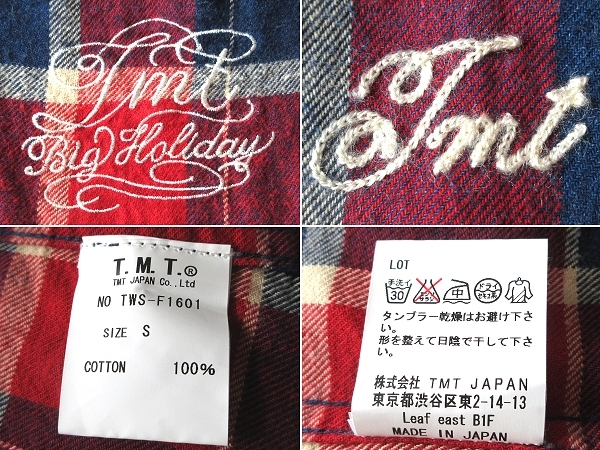 Tmt
Big Holiday
Tmt
T.M.T.®
TMT JAPAN Co.,Ltd
NO TWS-F1601
SIZE S
COTTON 100%
LOT
手洗イ
30
中
ドライ
タンブラー乾燥はお避け下さ
い。
形を整えて日陰で干して下さい。
株式会社 TMT JAPAN
東京都渋谷区東2-14-13
Leaf east B1F
MADE IN JAPAN